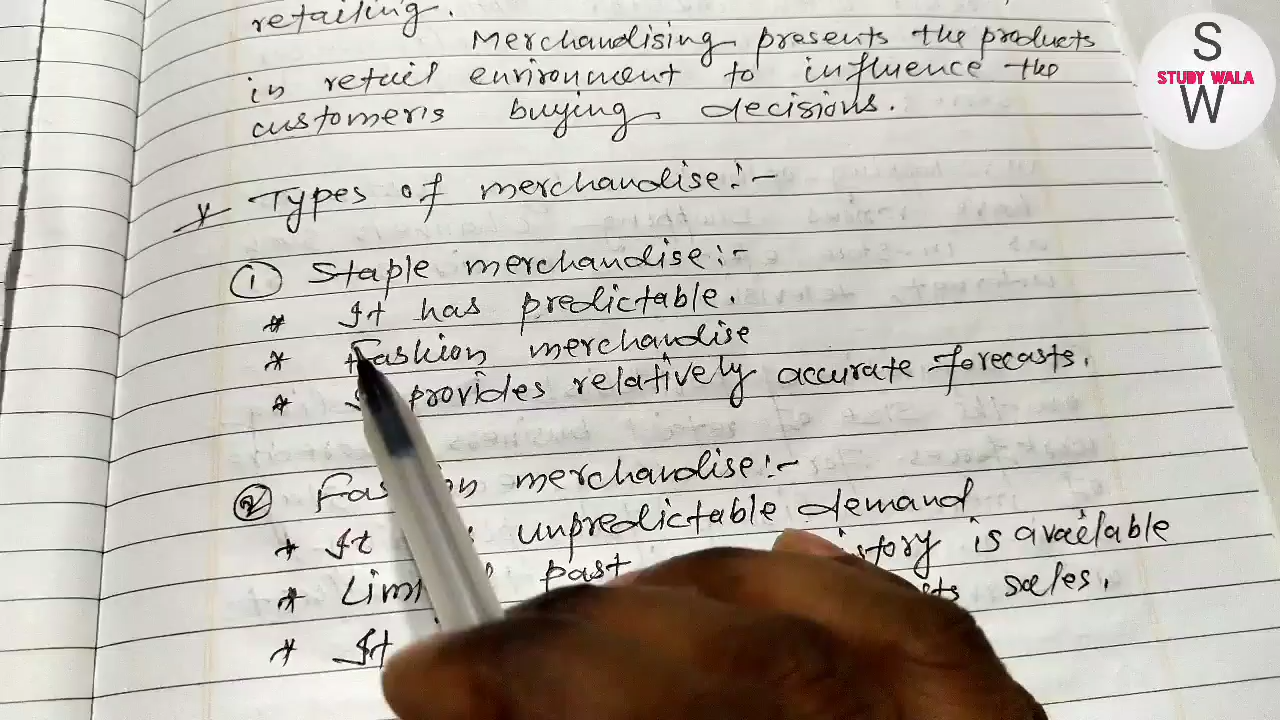 retailing.
Merchandising presents the products
in retail environment to influence the
customers buying decisions.
Types of merchandise:-
① Staple merchandise:-
* It has predictable.
* Fashion merchandise
* provides relatively accurate forecasts.
② merchandise:-
* It unpredictable demand
* past is available
* It sales.
S
STUDY WALA
W